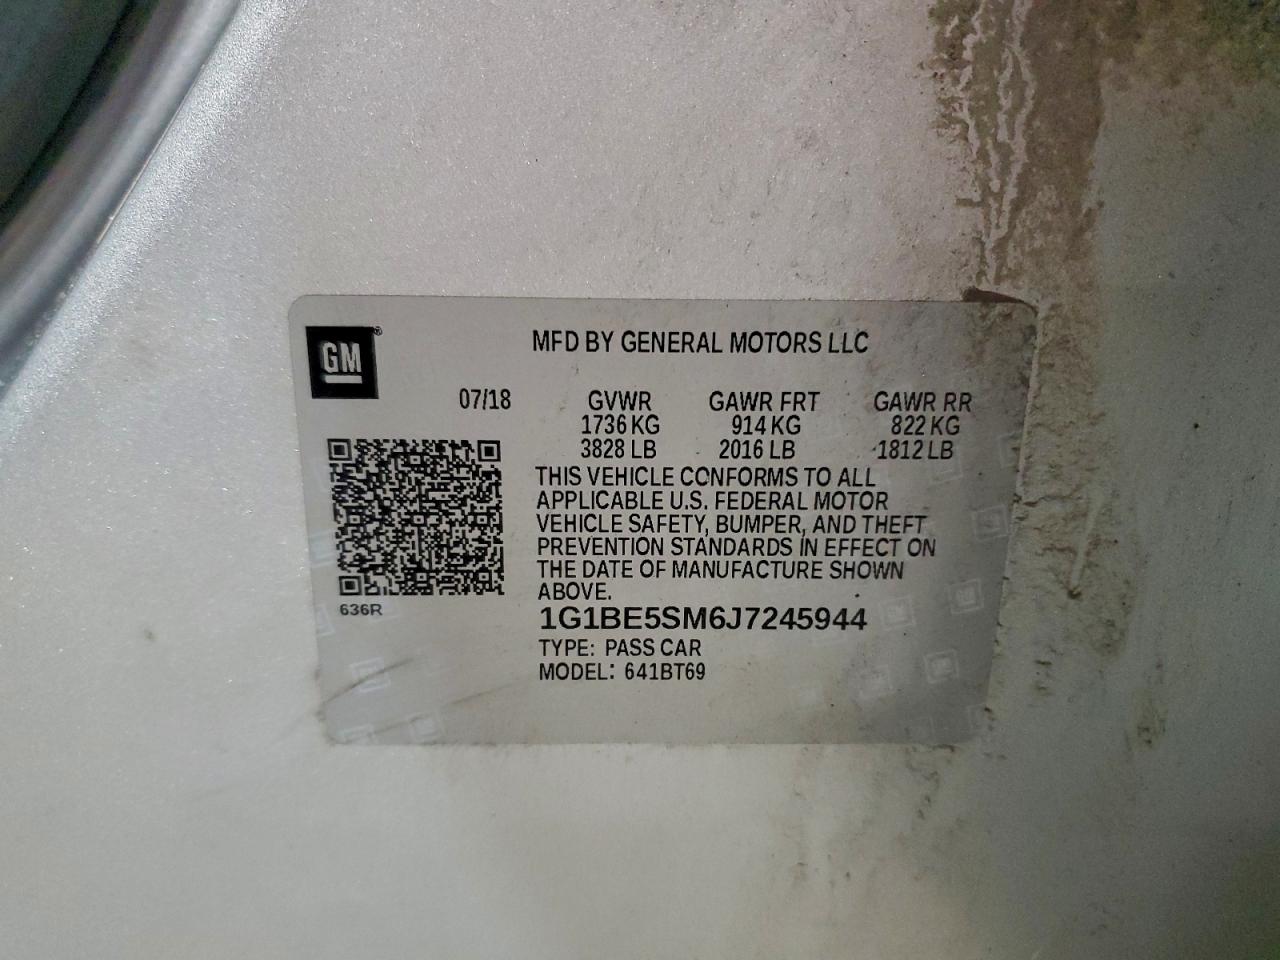 GM®
MFD BY GENERAL MOTORS LLC
07/18 GVWR GAWR FRT GAWR RR
1736 KG 914 KG 822 KG
3828 LB 2016 LB 1812 LB
THIS VEHICLE CONFORMS TO ALL
APPLICABLE U.S. FEDERAL MOTOR
VEHICLE SAFETY, BUMPER, AND THEFT
PREVENTION STANDARDS IN EFFECT ON
THE DATE OF MANUFACTURE SHOWN
ABOVE.
636R
1G1BE5SM6J7245944
TYPE: PASS CAR
MODEL: 641BT69